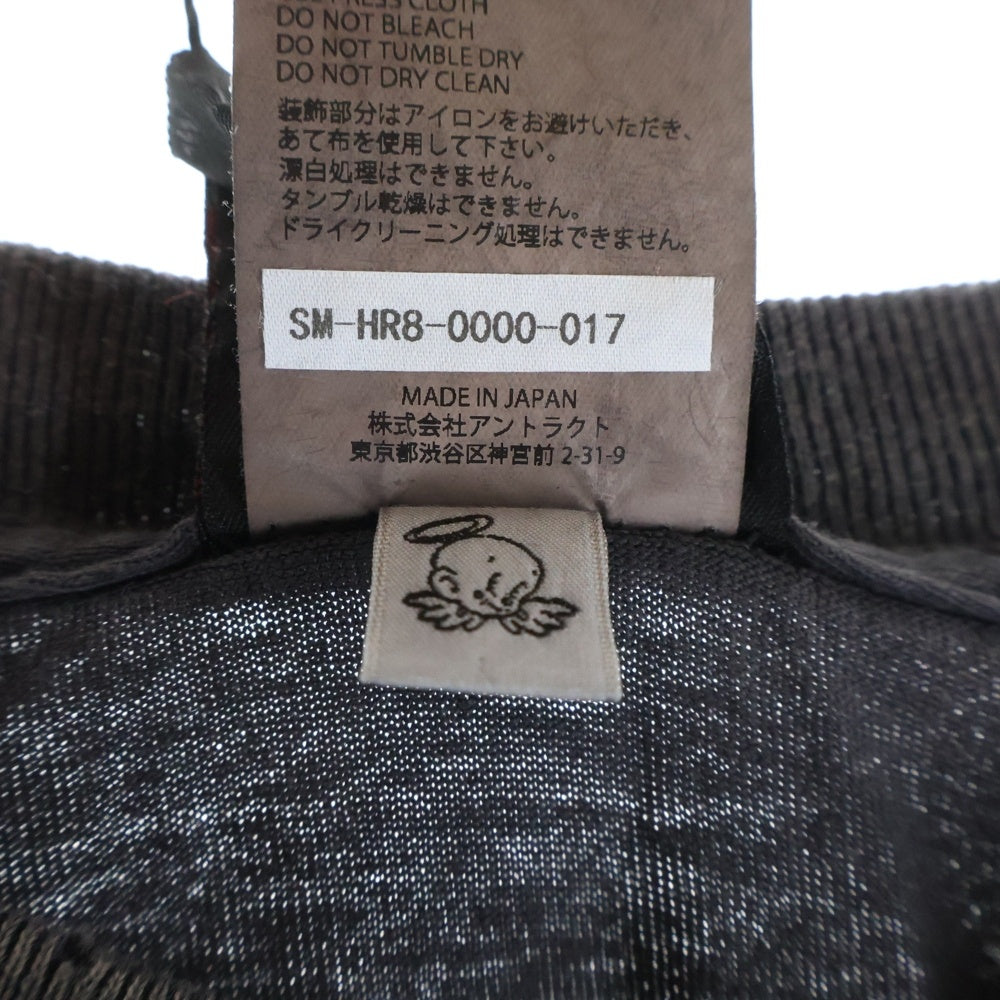 USE PRESS CLOTH
DO NOT BLEACH
DO NOT TUMBLE DRY
DO NOT DRY CLEAN
装飾部分はアイロンをお避けいただき、
あて布を使用して下さい。
漂白処理はできません。
タンブル乾燥はできません。
ドライクリーニング処理はできません。
SM-HR8-0000-017
MADE IN JAPAN
株式会社アントラクト
東京都渋谷区神宮前 2-31-9